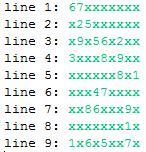 line 1: 67xxxxxxx
line 2: x25xxxxxx
line 3: x9x56x2xx
line 4: 3xxx8x9xx
line 5: xxxxxx8x1
line 6: xxx47xxxx
line 7: xx86xxx9x
line 8: xxxxxxx1x
line 9: 1x6x5xx7x